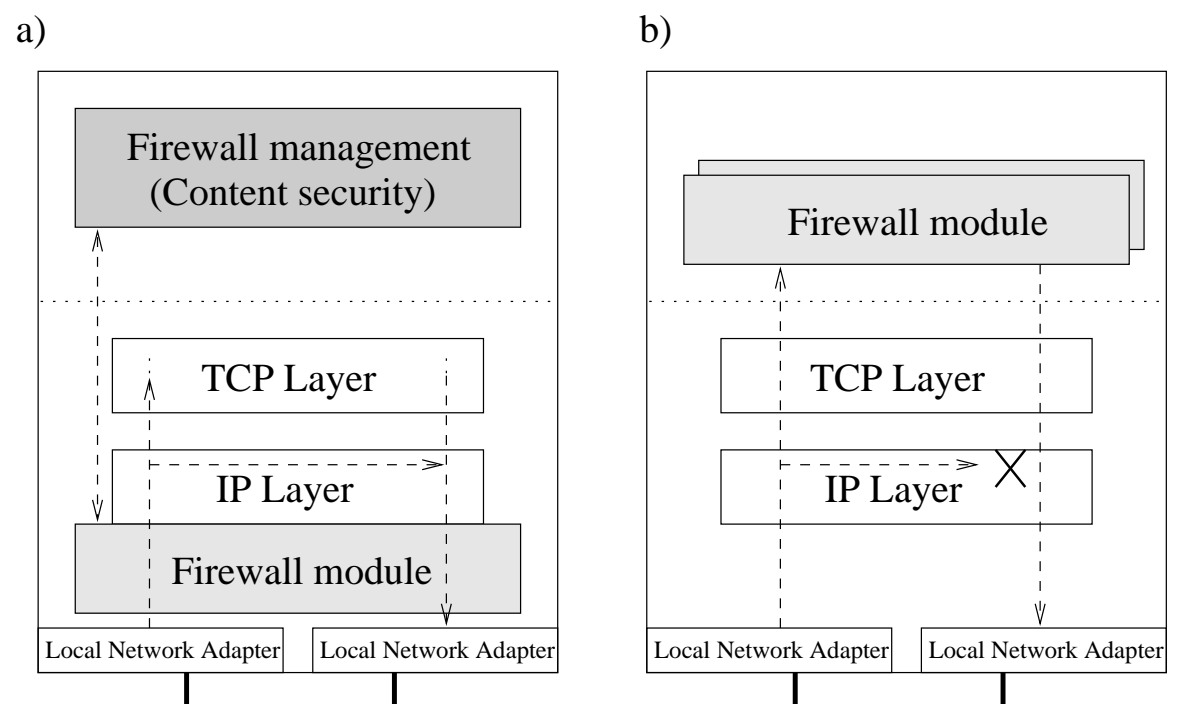 a)
Firewall management
(Content security)
TCP Layer
IP Layer
Firewall module
Local Network Adapter
Local Network Adapter
b)
Firewall module
TCP Layer
IP Layer
Local Network Adapter
Local Network Adapter